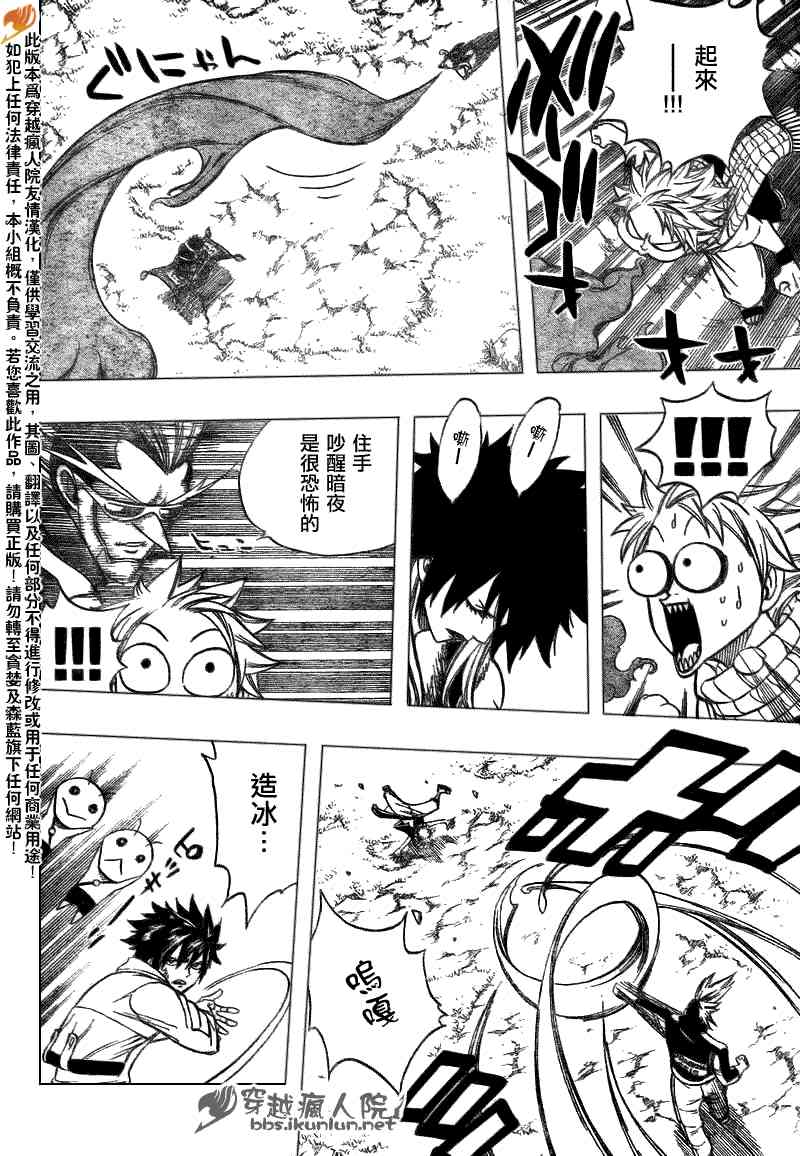 起來
——!!!
ぐにゃん
!!!
嘶ー
嘶ー
住手
吵醒暗夜
是很恐怖的
!!!
嗚嘎
造冰…
此版本爲穿越瘋人院友情漢化，僅供學習交流之用，其圖、翻譯以及任何部分不得進行修改或用于任何商業用途！
如犯上任何法律責任，本小組概不負責。若您喜歡此作品，請購買正版！請勿轉至貪婪及森藍旗下任何網站！
穿越瘋人院
bbs.ikunlun.net